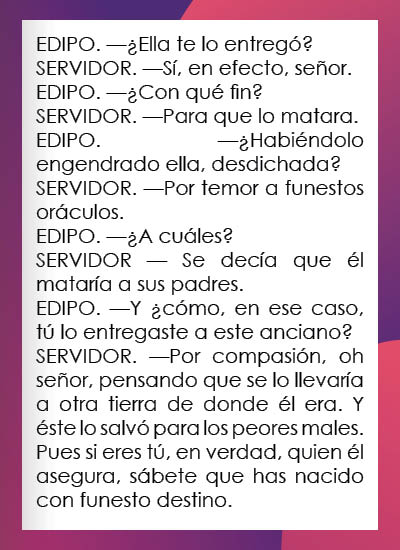 EDIPO. —¿Ella te lo entregó?
SERVIDOR. —Sí, en efecto, señor.
EDIPO. —¿Con qué fin?
SERVIDOR. —Para que lo matara.
EDIPO. —¿Habiéndolo
engendrado ella, desdichada?
SERVIDOR. —Por temor a funestos
oráculos.
EDIPO. —¿A cuáles?
SERVIDOR — Se decía que él
mataría a sus padres.
EDIPO. —Y ¿cómo, en ese caso,
tú lo entregaste a este anciano?
SERVIDOR. —Por compasión, oh
señor, pensando que se lo llevaría
a otra tierra de donde él era. Y
éste lo salvó para los peores males.
Pues si eres tú, en verdad, quien él
asegura, sábete que has nacido
con funesto destino.